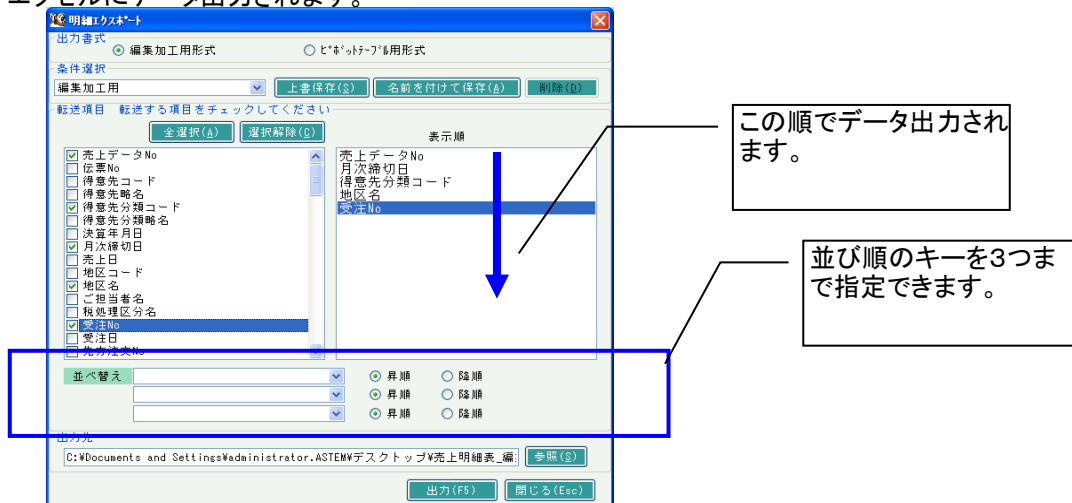 エクセルにデータ出力されます。
明細エクスポート
出力書式
編集加工用形式
ピボットテーブル用形式
条件選択
編集加工用
上書保存(S)
名前を付けて保存(A)
削除(D)
転送項目 転送する項目をチェックしてください
全選択(A)
選択解除(C)
表示順
売上データNo
伝票No
得意先コード
得意先略名
得意先分類コード
得意先分類略名
決算年月日
月次締切日
売上日
地区コード
地区名
ご担当者名
税処理区分名
受注No
受注日
先方注文No
売上データNo
月次締切日
得意先分類コード
地区名
受注No
この順でデータ出力され
ます。
並び順のキーを3つま
で指定できます。
並べ替え
昇順
降順
昇順
降順
昇順
降順
出力先
C:¥Documents and Settings¥administrator.ASTEM¥デスクトップ¥売上明細表_編
参照(S)
出力(F5)
閉じる(Esc)